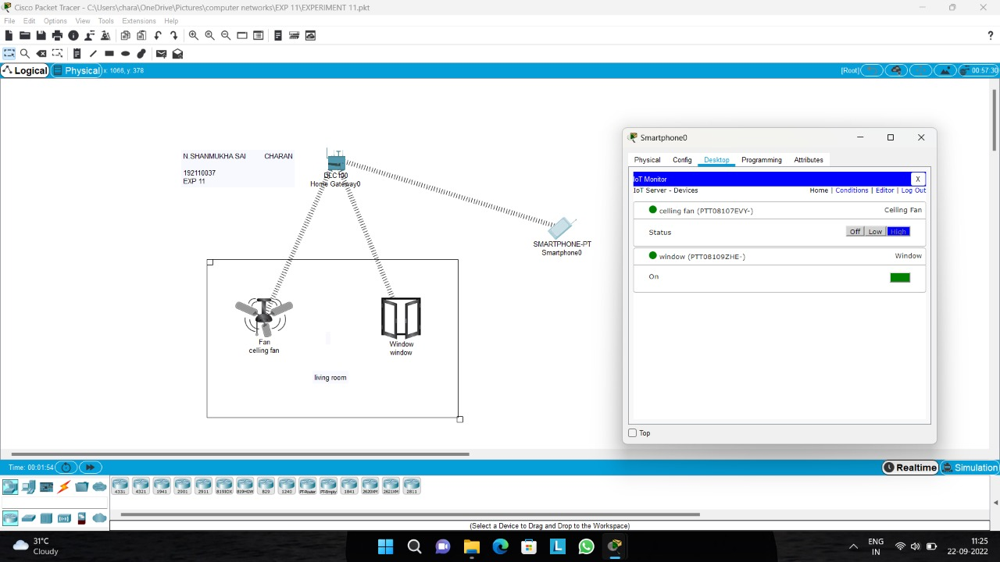 Cisco Packet Tracer - C:\Users\chara\OneDrive\Pictures\computer networks\EXP 11\EXPERIMENT 11.pkt
File Edit Options View Tools Extensions Help
?
Logical Physical x: 1066, y: 378 [Root] 00:57:30
N.SHANMUKHA SAI CHARAN
192110037
EXP 11
DLC100
Home Gateway0
SMARTPHONE-PT
Smartphone0
Fan
celling fan
Window
window
living room
Smartphone0
Physical Config Desktop Programming Attributes
IoT Monitor X
IoT Server - Devices Home | Conditions | Editor | Log Out
celling fan (PTT08107EVY-) Ceiling Fan
Status Off Low High
window (PTT08109ZHE-) Window
On
Top
Time: 00:01:54 Realtime Simulation
4331 4321 1941 2901 2911 819IOX 819HGW 829 1240 PT-Router PT-Empty 1841 2620XM 2621XM 2811
(Select a Device to Drag and Drop to the Workspace)
31°C
Cloudy
L
ENG
IN
11:25
22-09-2022